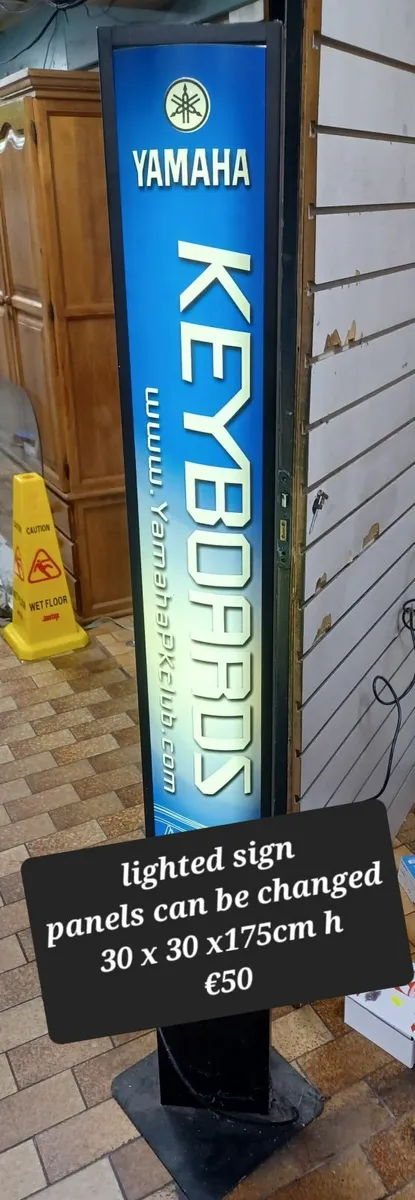 YAMAHA
KEYBOARDS
www.YamahaPKclub.com
CAUTION
WET FLOOR
lighted sign
panels can be changed
30 x 30 x175cm h
€50